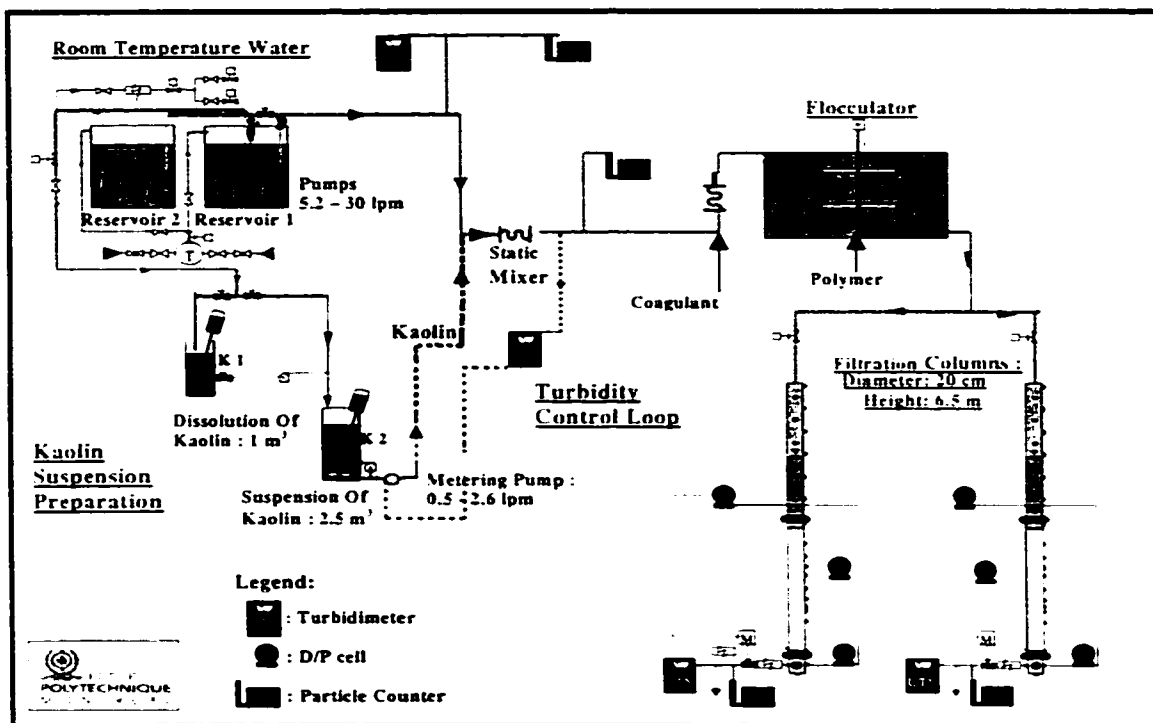 Room Temperature Water
Flocculator
Pumps
5.2 – 30 lpm
Reservoir 2
Reservoir 1
T
Static
Mixer
Coagulant
Polymer
Kaolin
K 1
Filtration Columns :
Diameter: 20 cm
Height: 6.5 m
Turbidity
Control Loop
Dissolution Of
Kaolin : 1 m³
K 2
Kaolin
Suspension
Preparation
Metering Pump :
0.5 – 2.6 lpm
Suspension Of
Kaolin : 2.5 m³
Legend:
: Turbidimeter
: D/P cell
: Particle Counter
M
M
POLYTECHNIQUE